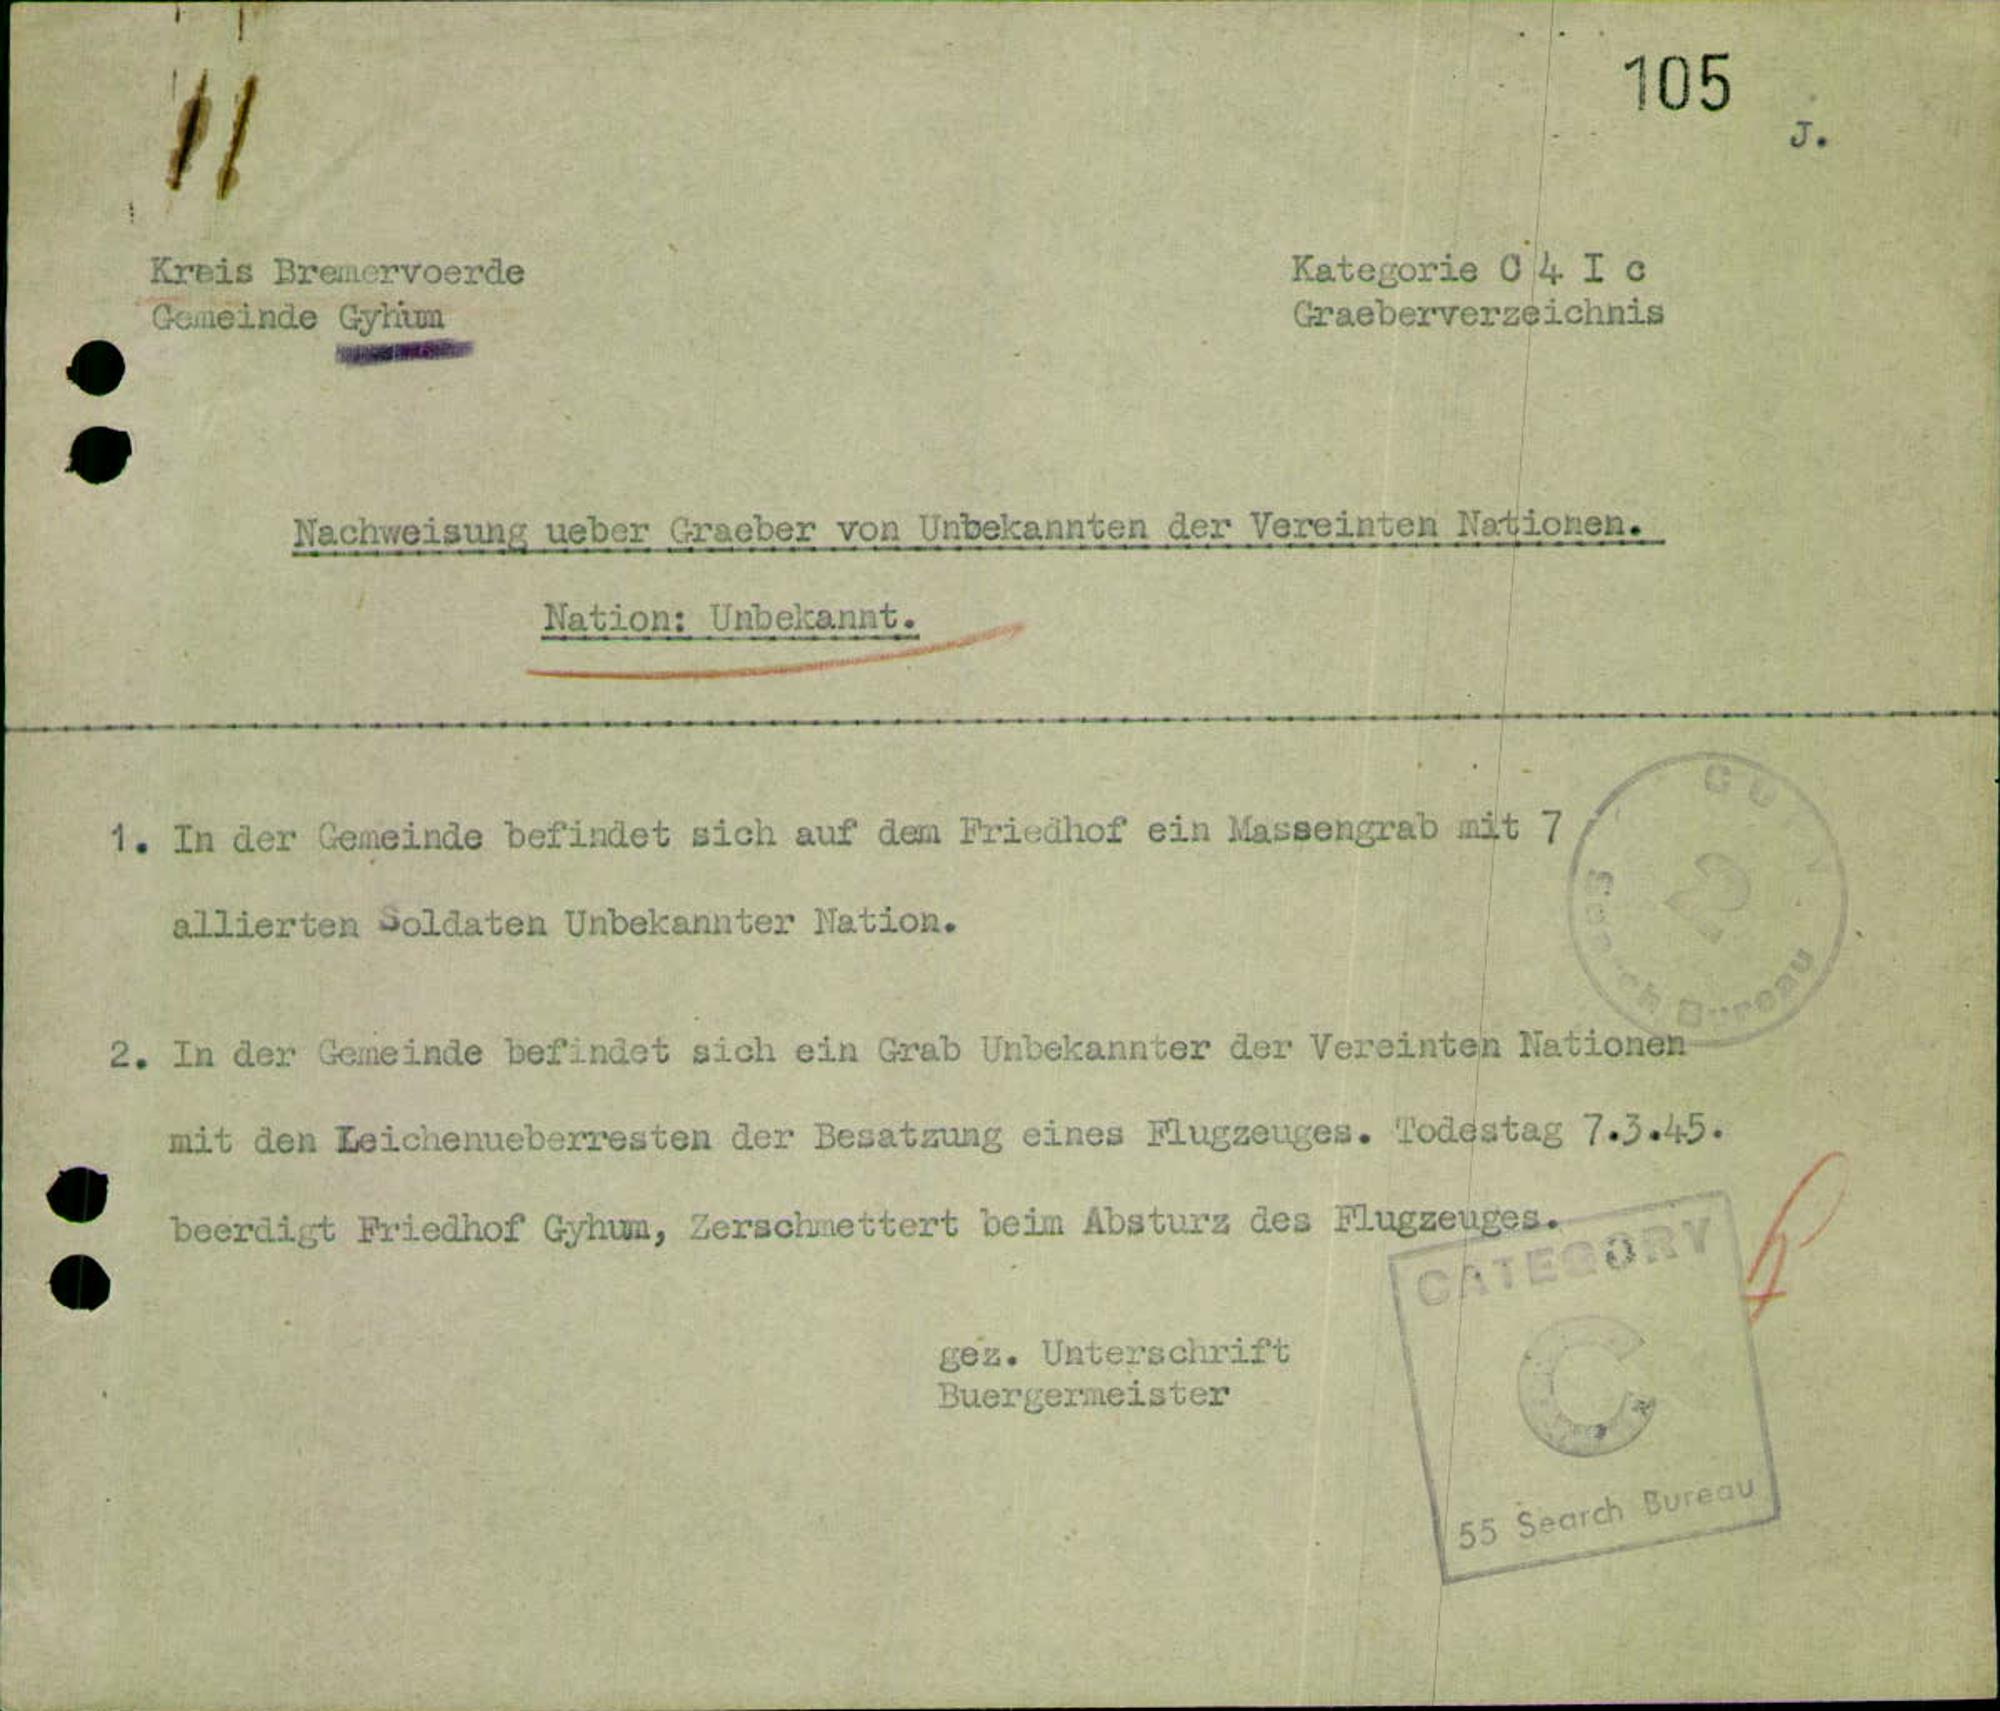 105
J.
Kreis Bremervoerde
Gemeinde Gyhum
Kategorie C 4 I c
Graeberverzeichnis
Nachweisung ueber Graeber von Unbekannten der Vereinten Nationen.
Nation: Unbekannt.
1. In der Gemeinde befindet sich auf dem Friedhof ein Massengrab mit 7
allierten Soldaten Unbekannter Nation.
2. In der Gemeinde befindet sich ein Grab Unbekannter der Vereinten Nationen
mit den Leichenueberresten der Besatzung eines Flugzeuges. Todestag 7.3.45.
beerdigt Friedhof Gyhum, Zerschmettert beim Absturz des Flugzeuges.
gez. Unterschrift
Buergermeister
2
Search Bureau
CATEGORY
C
55 Search Bureau